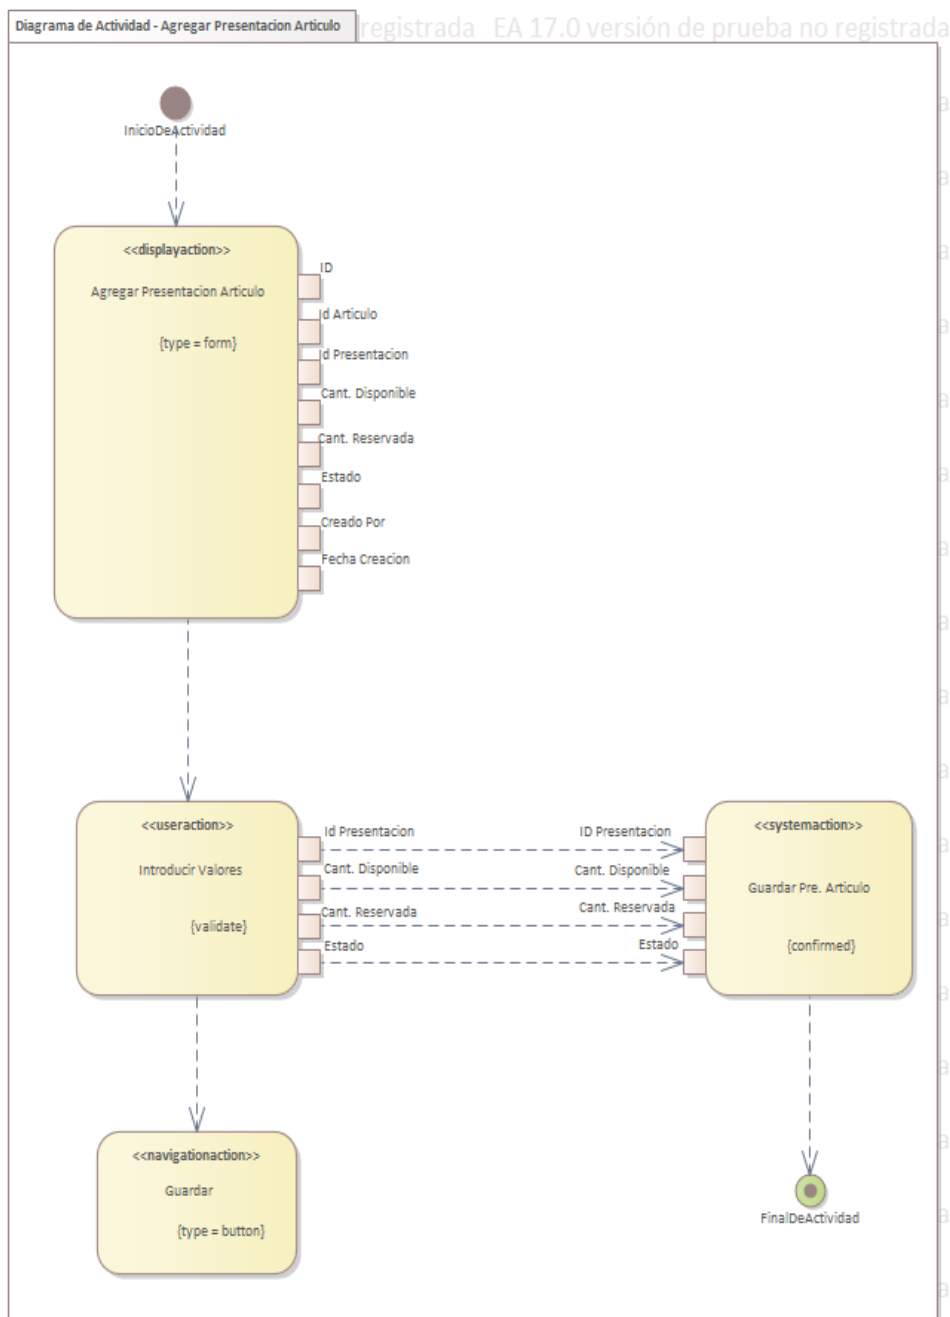 Diagrama de Actividad - Agregar Presentacion Articulo
registrada EA 17.0 versión de prueba no registrada
InicioDeActividad
<<displayaction>>
Agregar Presentacion Articulo
{type = form}
ID
Id Articulo
Id Presentacion
Cant. Disponible
Cant. Reservada
Estado
Creado Por
Fecha Creacion
<<useraction>>
Introducir Valores
{validate}
Id Presentacion
Cant. Disponible
Cant. Reservada
Estado
ID Presentacion
Cant. Disponible
Cant. Reservada
Estado
<<systemaction>>
Guardar Pre. Articulo
{confirmed}
<<navigationaction>>
Guardar
{type = button}
FinalDeActividad